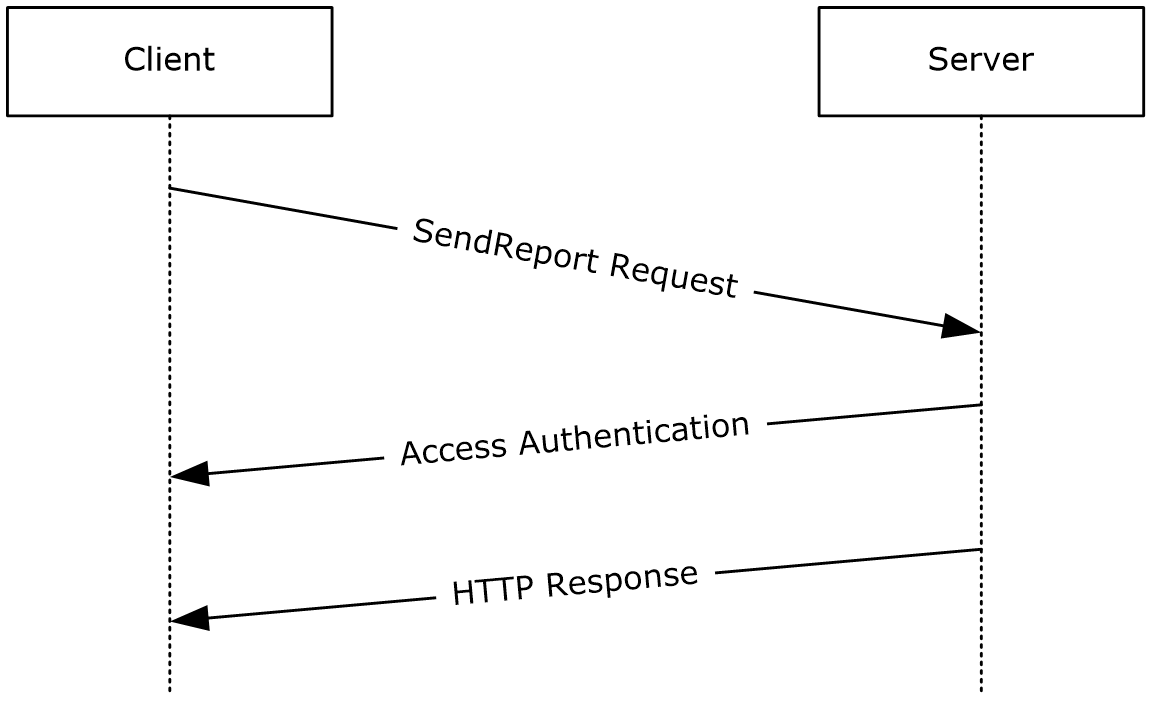 Client
Server
SendReport Request
Access Authentication
HTTP Response